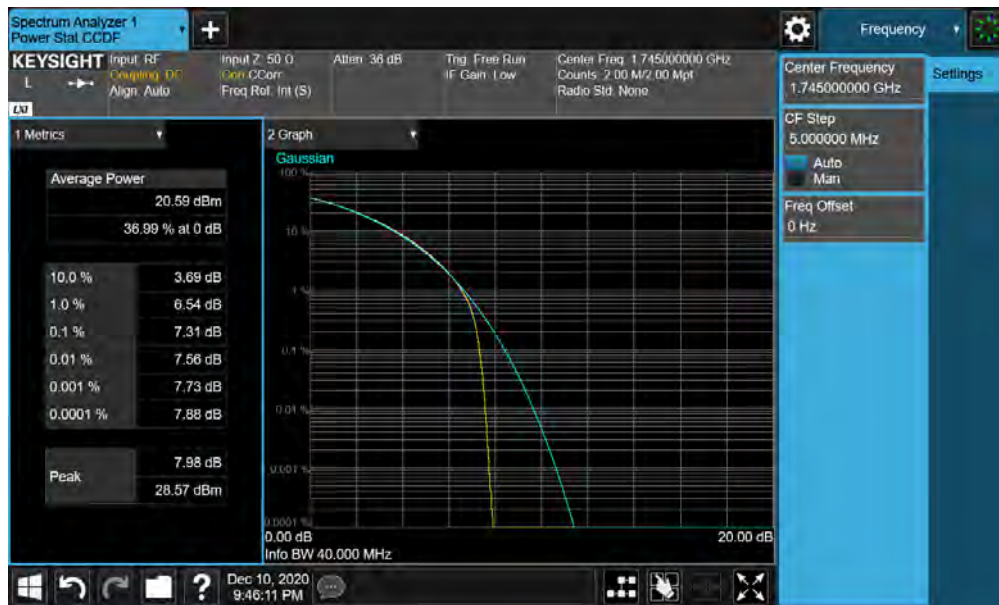 Spectrum Analyzer 1
Power Stat CCDF
+
Frequency
KEYSIGHT
L
LXI
Input: RF
Coupling: DC
Align: Auto
Input Z: 50 Ω
Corr CCorr
Freq Ref: Int (S)
Atten: 36 dB
Trig: Free Run
IF Gain: Low
Center Freq: 1.745000000 GHz
Counts: 2.00 M/2.00 Mpt
Radio Std: None
Center Frequency
1.745000000 GHz
Settings
CF Step
5.000000 MHz
Auto
Man
Freq Offset
0 Hz
1 Metrics
Average Power
20.59 dBm
36.99 % at 0 dB
10.0 % 3.69 dB
1.0 % 6.54 dB
0.1 % 7.31 dB
0.01 % 7.56 dB
0.001 % 7.73 dB
0.0001 % 7.88 dB
Peak
7.98 dB
28.57 dBm
2 Graph
Gaussian
100 %
10 %
1 %
0.1 %
0.01 %
0.001 %
0.0001 %
0.00 dB 20.00 dB
Info BW 40.000 MHz
?
Dec 10, 2020
9:46:11 PM